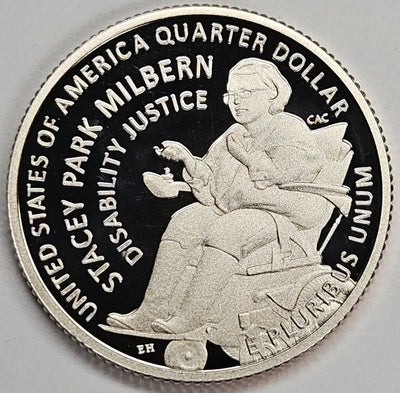 UNITED STATES OF AMERICA QUARTER DOLLAR
STACEY PARK MILBERN
DISABILITY JUSTICE
CAC
E PLURIBUS UNUM
EH